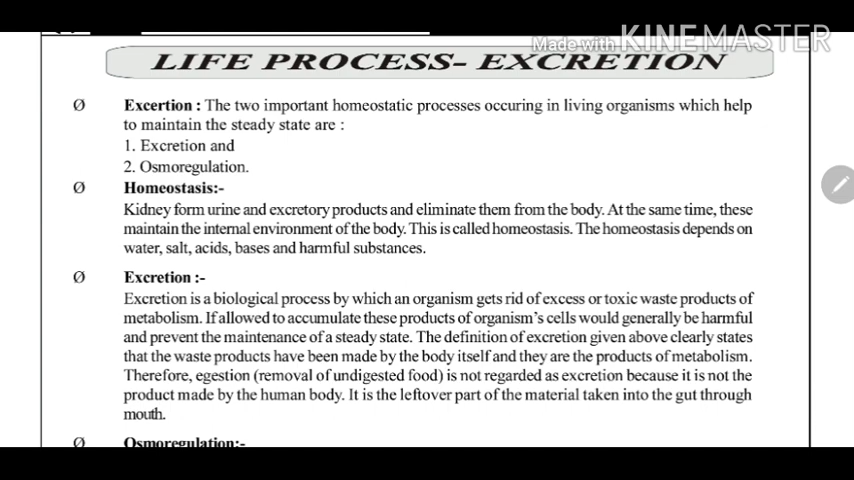 Made with KINEMASTER
LIFE PROCESS- EXCRETION
Ø Excertion : The two important homeostatic processes occuring in living organisms which help
to maintain the steady state are :
1. Excretion and
2. Osmoregulation.
Ø Homeostasis:-
Kidney form urine and excretory products and eliminate them from the body. At the same time, these
maintain the internal environment of the body. This is called homeostasis. The homeostasis depends on
water, salt, acids, bases and harmful substances.
Ø Excretion :-
Excretion is a biological process by which an organism gets rid of excess or toxic waste products of
metabolism. If allowed to accumulate these products of organism's cells would generally be harmful
and prevent the maintenance of a steady state. The definition of excretion given above clearly states
that the waste products have been made by the body itself and they are the products of metabolism.
Therefore, egestion (removal of undigested food) is not regarded as excretion because it is not the
product made by the human body. It is the leftover part of the material taken into the gut through
mouth.
Ø Osmoregulation:-